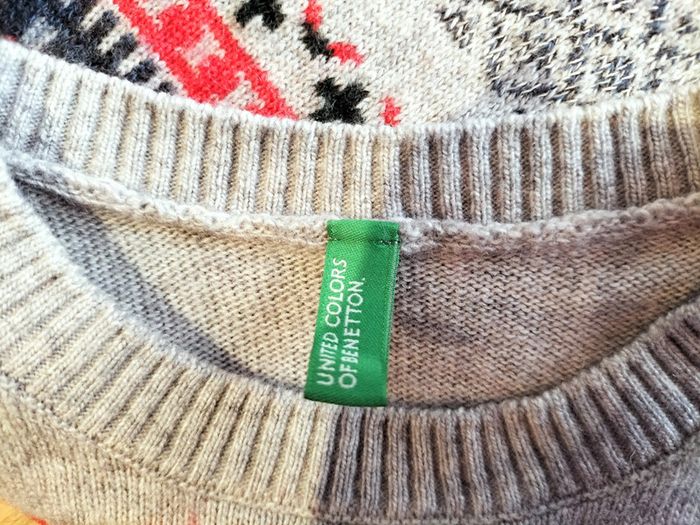 UNITED COLORS
OF BENETTON.